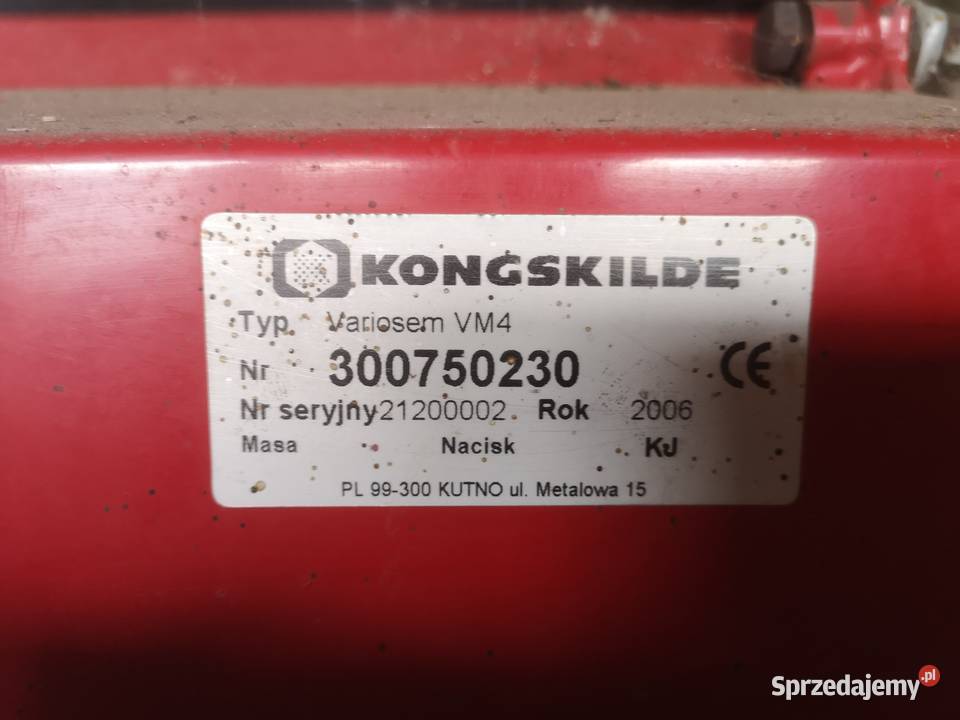 KONGSKILDE
Typ Variosem VM4
Nr 300750230 CE
Nr seryjny 21200002 Rok 2006
Masa Nacisk KJ
PL 99-300 KUTNO ul. Metalowa 15
Sprzedajemy.pl